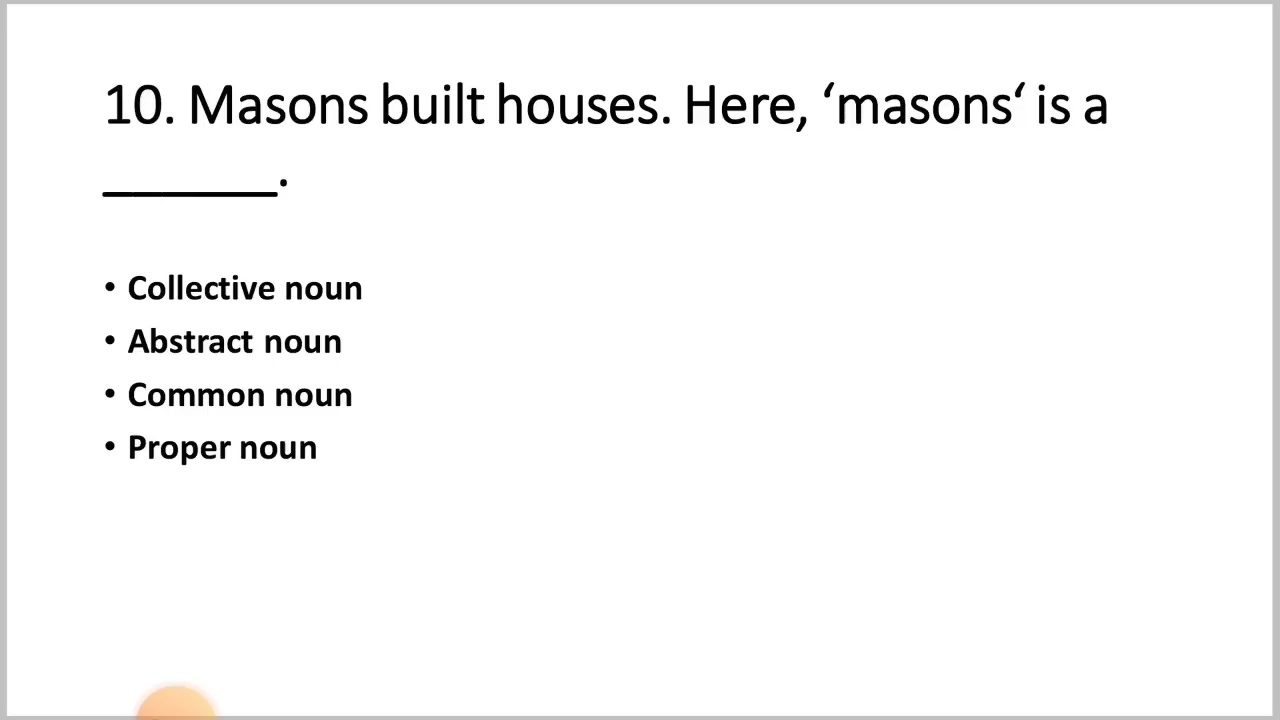 10. Masons built houses. Here, ‘masons‘ is a
_______.
• Collective noun
• Abstract noun
• Common noun
• Proper noun